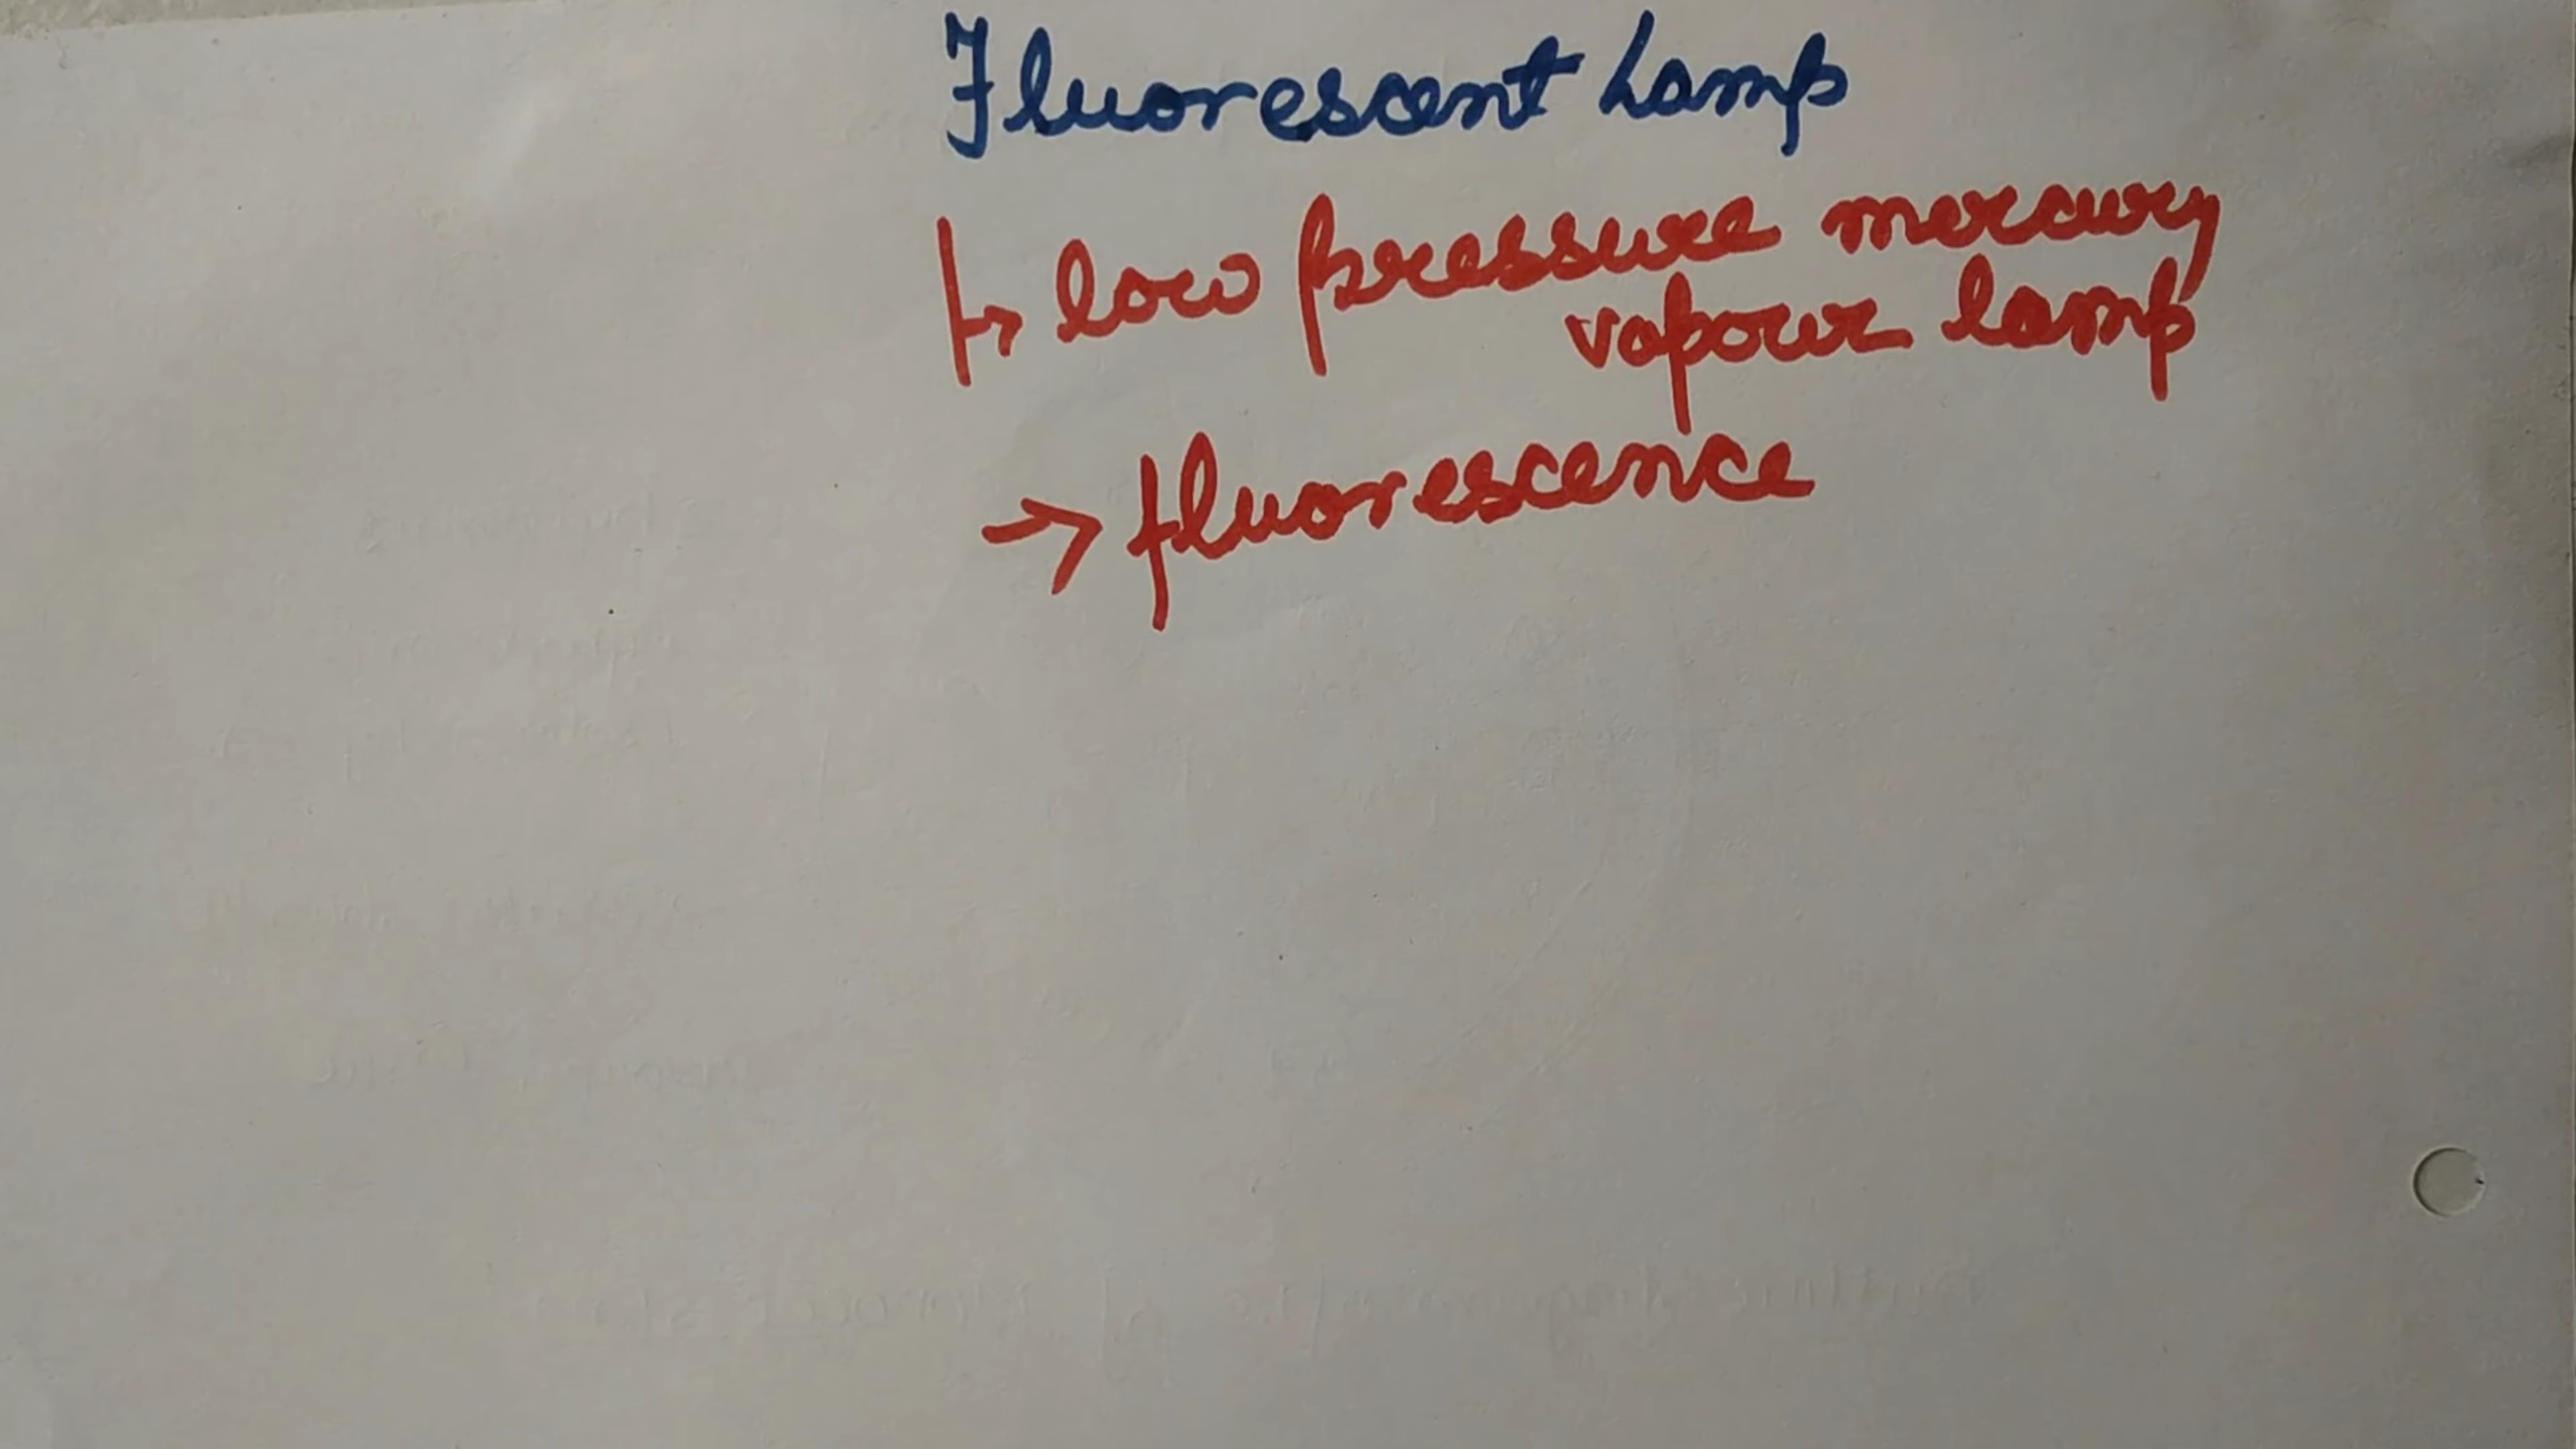 Fluorescent Lamp
↳ low pressure mercury
vapour lamp
→ fluorescence